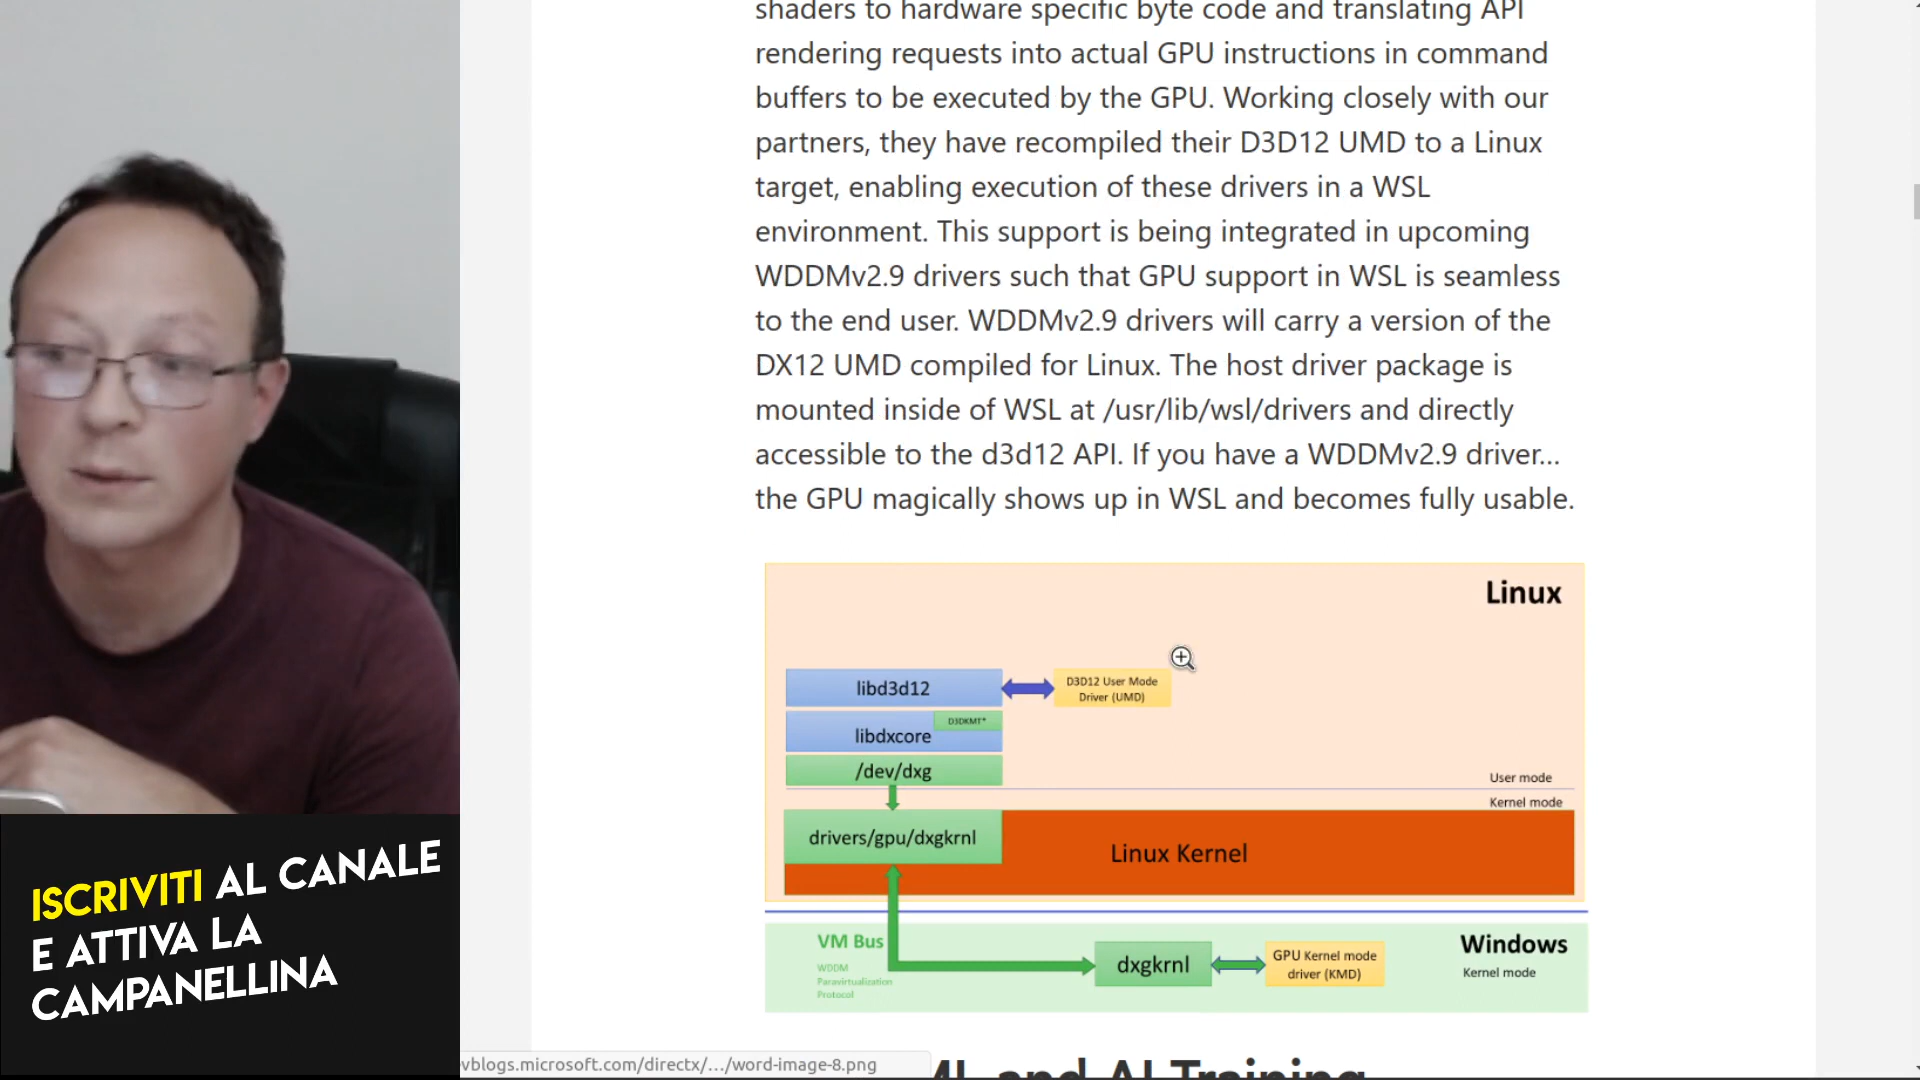 shaders to hardware specific byte code and translating API
rendering requests into actual GPU instructions in command
buffers to be executed by the GPU. Working closely with our
partners, they have recompiled their D3D12 UMD to a Linux
target, enabling execution of these drivers in a WSL
environment. This support is being integrated in upcoming
WDDMv2.9 drivers such that GPU support in WSL is seamless
to the end user. WDDMv2.9 drivers will carry a version of the
DX12 UMD compiled for Linux. The host driver package is
mounted inside of WSL at /usr/lib/wsl/drivers and directly
accessible to the d3d12 API. If you have a WDDMv2.9 driver...
the GPU magically shows up in WSL and becomes fully usable.
Linux
libd3d12
D3D12 User Mode
Driver (UMD)
D3DKMT*
libdxcore
/dev/dxg
User mode
Kernel mode
drivers/gpu/dxgkrnl
Linux Kernel
VM Bus
WDDM
Paravirtualization
Protocol
dxgkrnl
GPU Kernel mode
driver (KMD)
Windows
Kernel mode
ISCRIVITI AL CANALE
E ATTIVA LA
CAMPANELLINA
vblogs.microsoft.com/directx/.../word-image-8.png
ML and AI Training